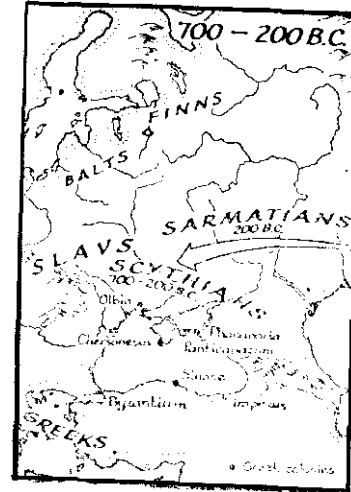 700 – 200 B.C.
FINNS
BALTS
SARMATIANS
200 B.C.
SLAVS
SCYTHIANS
700-200 B.C.
Olbia
Phanagoria
Chersonesus
Panticapaeum
Sinope
Byzantium
GREEKS
Greek colonies